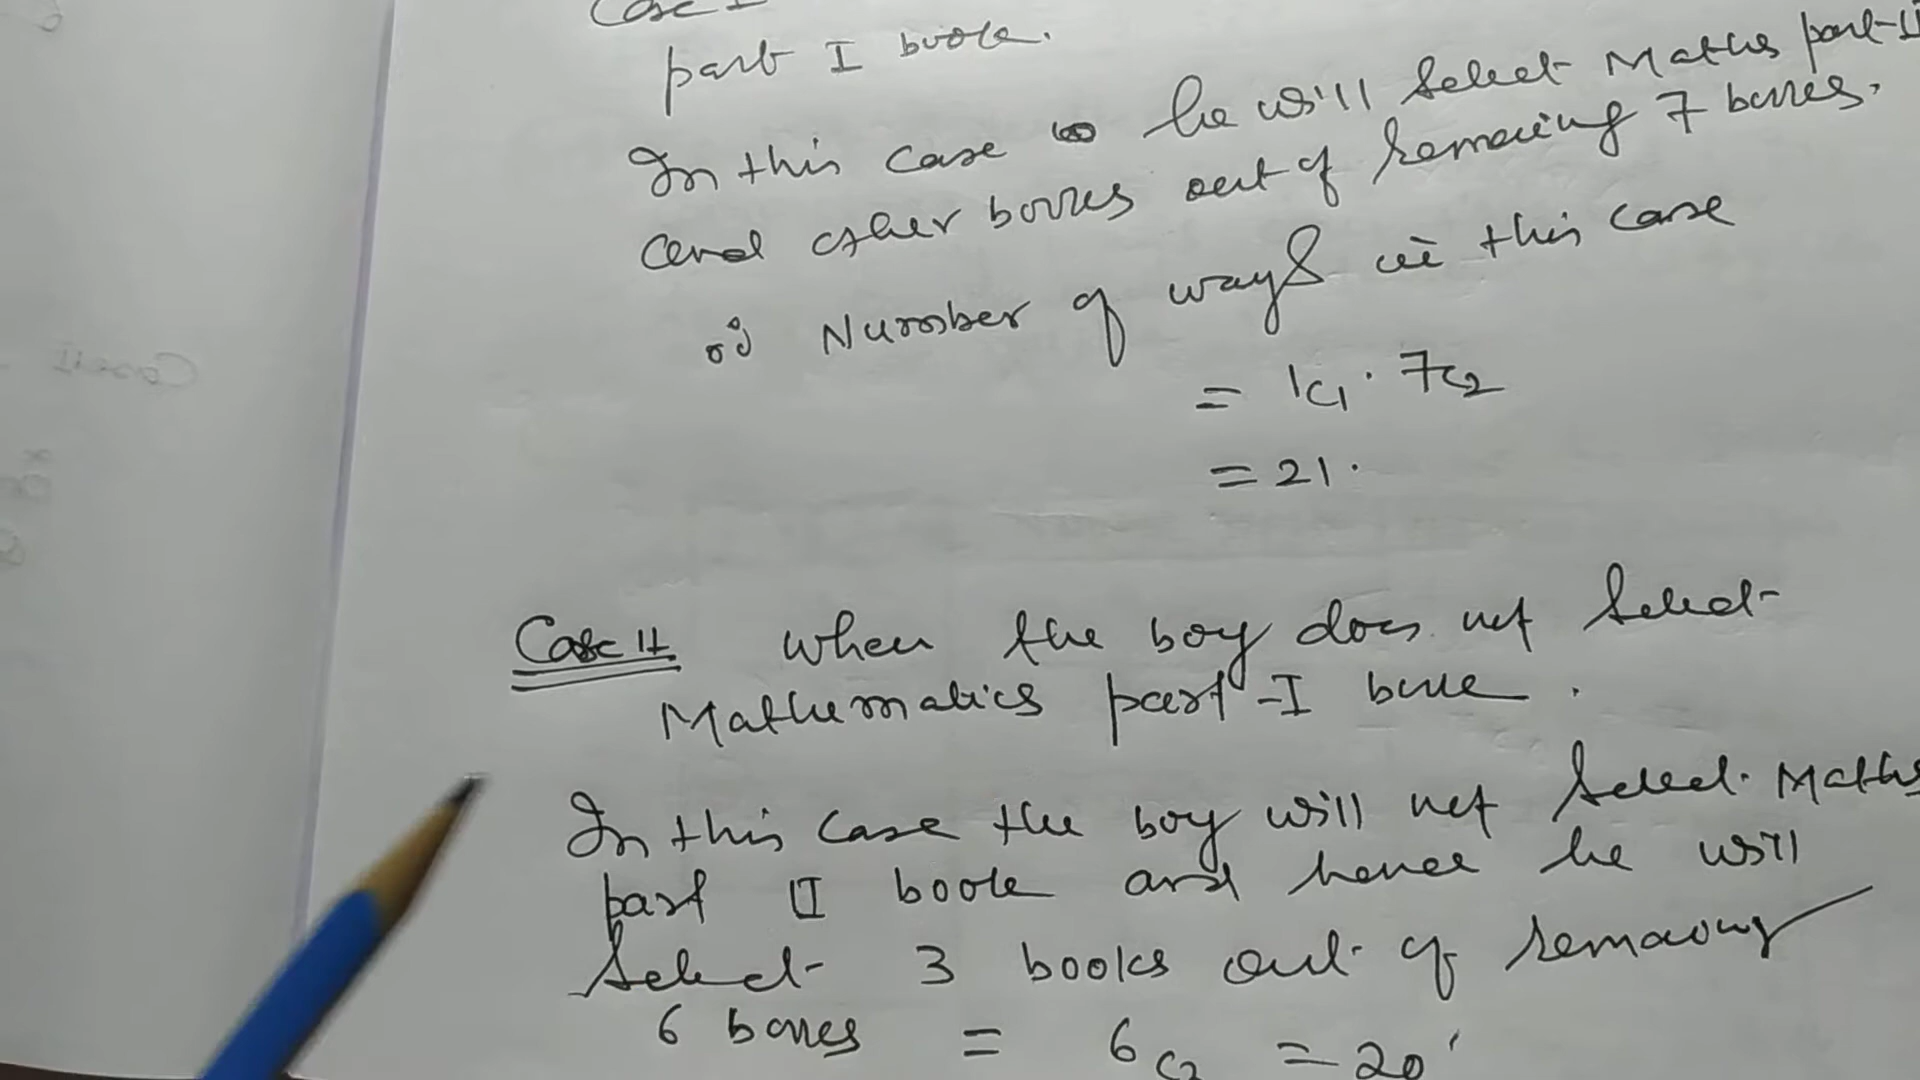 Case I
part I book.
In this case he will select Maths part-II
and other books out of remaining 7 books.
∴ Number of ways in this case
= 1c1 . 7c2
= 21.
Case II when the boy does not select
Mathematics part-I book.
In this case the boy will not select Maths
part II book and hence he will
select 3 books out of remaining
6 books = 6c3 = 20